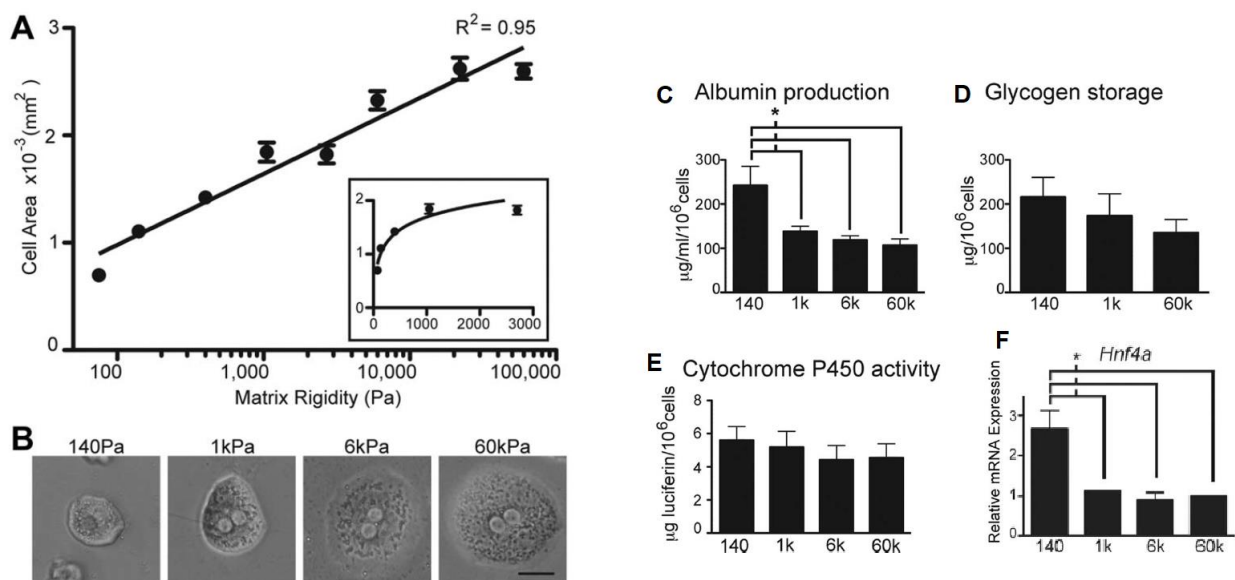 A
R² = 0.95
Cell Area x10⁻³(mm²)
3
2
1
0
100
1,000
10,000
100,000
Matrix Rigidity (Pa)
2
1
0
0
1000
2000
3000
B
140Pa
1kPa
6kPa
60kPa
C Albumin production
*
µg/ml/10⁶cells
300
200
100
0
140 1k 6k 60k
D Glycogen storage
µg/10⁶cells
300
200
100
0
140 1k 60k
E Cytochrome P450 activity
µg luciferin/10⁶cells
8
6
4
2
0
140 1k 6k 60k
F
* Hnf4a
Relative mRNA Expression
3
2
1
0
140 1k 6k 60k